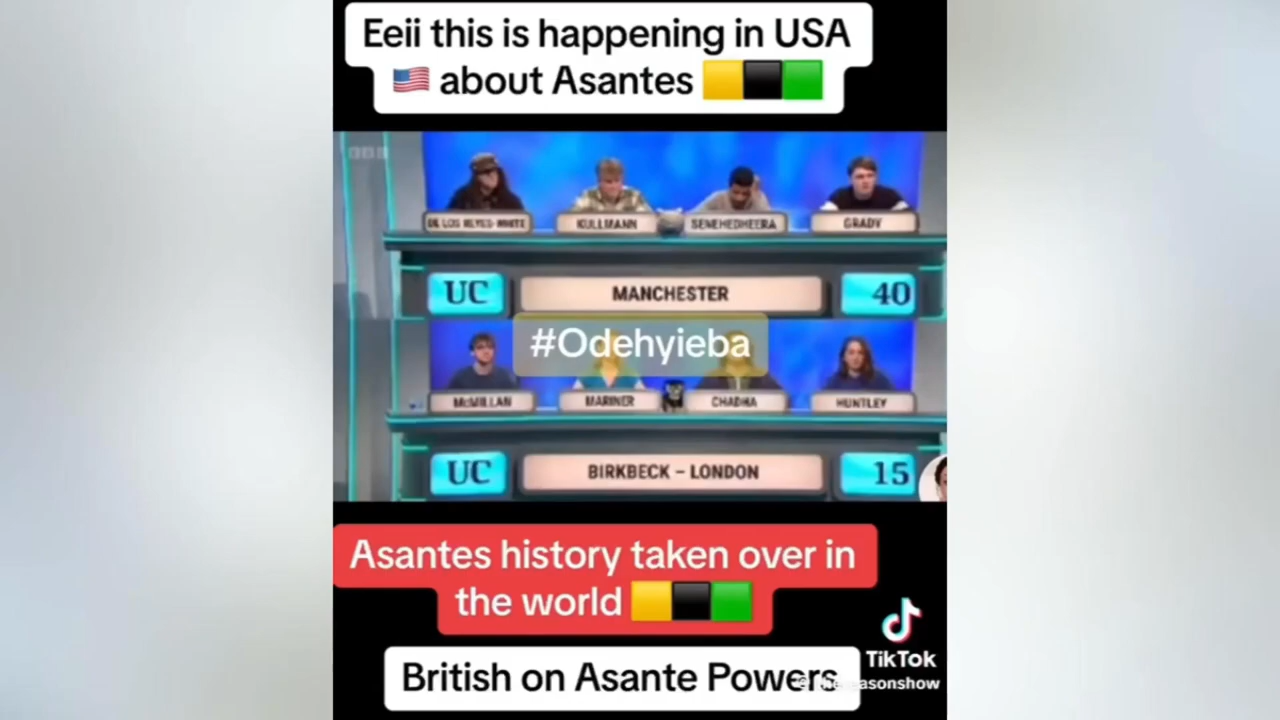 Eeii this is happening in USA
🇺🇸 about Asantes 🟨⬛🟩
BBC
DE LOS REYES-WHITE KULLMANN SENEHEDHEERA GRADY
UC MANCHESTER 40
#Odehyieba
McMILLAN MARINER CHADHA HUNTLEY
UC BIRKBECK – LONDON 15
Asantes history taken over in
the world 🟨⬛🟩
British on Asante Powers
TikTok